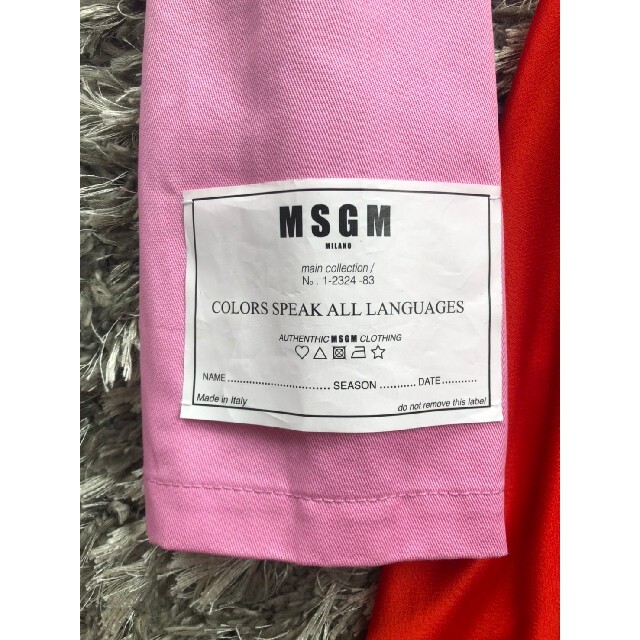 MSGM
MILANO
main collection /
No . 1-2324 -83
COLORS SPEAK ALL LANGUAGES
AUTHENTHIC MSGM CLOTHING
NAME.............................. SEASON ........... DATE...........
Made in Italy
do not remove this label